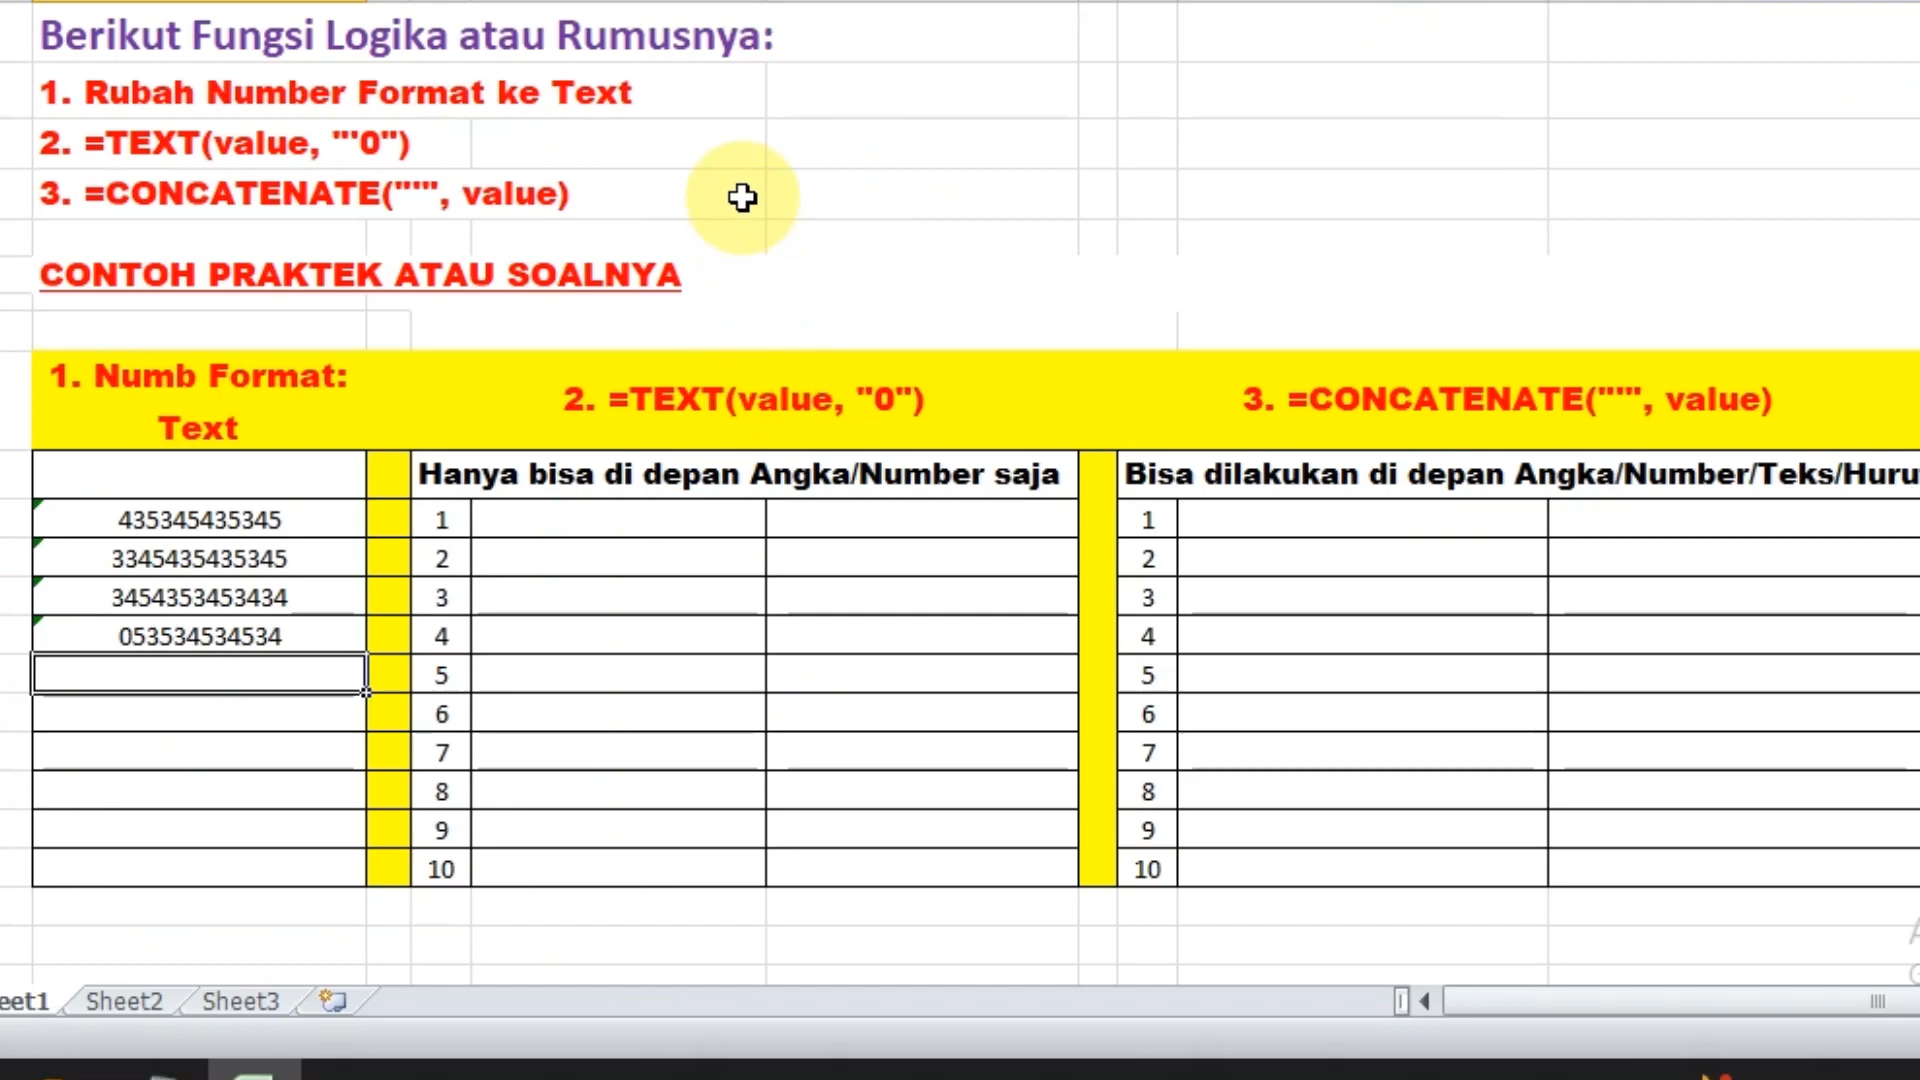 Berikut Fungsi Logika atau Rumusnya:
1. Rubah Number Format ke Text
2. =TEXT(value, "'0")
3. =CONCATENATE("'", value)
CONTOH PRAKTEK ATAU SOALNYA
1. Numb Format:
Text
2. =TEXT(value, "0")
3. =CONCATENATE("'", value)
Hanya bisa di depan Angka/Number saja
Bisa dilakukan di depan Angka/Number/Teks/Huru
435345435345 1 1
3345435435345 2 2
3454353453434 3 3
053534534534 4 4
5 5
6 6
7 7
8 8
9 9
10 10
eet1 Sheet2 Sheet3